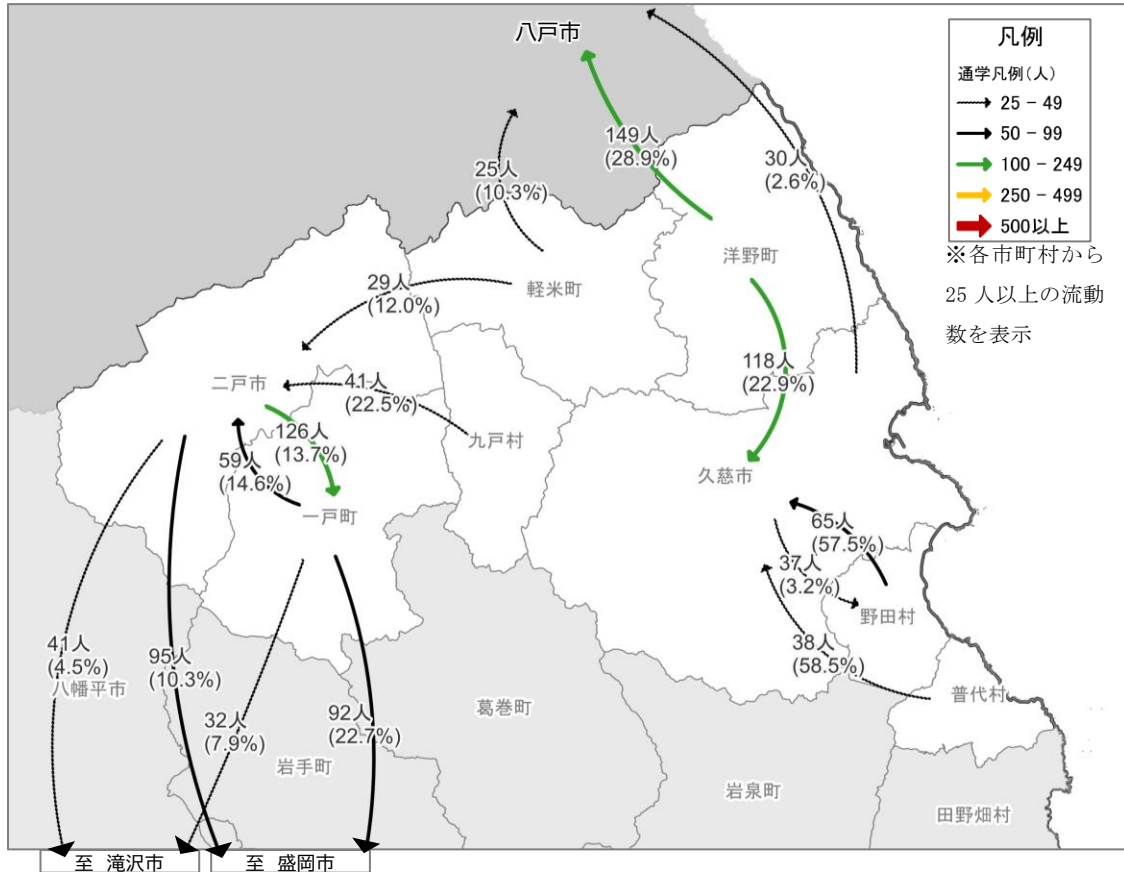 八戸市
凡例
通学凡例(人)
25 - 49
50 - 99
100 - 249
250 - 499
500以上
※各市町村から
25 人以上の流動
数を表示
149人
(28.9%)
30人
(2.6%)
25人
(10.3%)
洋野町
29人
(12.0%)
軽米町
118人
(22.9%)
二戸市
41人
(22.5%)
126人
(13.7%)
九戸村
59人
(14.6%)
久慈市
一戸町
65人
(57.5%)
37人
(3.2%)
野田村
38人
(58.5%)
41人
(4.5%)
八幡平市
95人
(10.3%)
32人
(7.9%)
92人
(22.7%)
葛巻町
普代村
岩手町
岩泉町
田野畑村
至 滝沢市
至 盛岡市